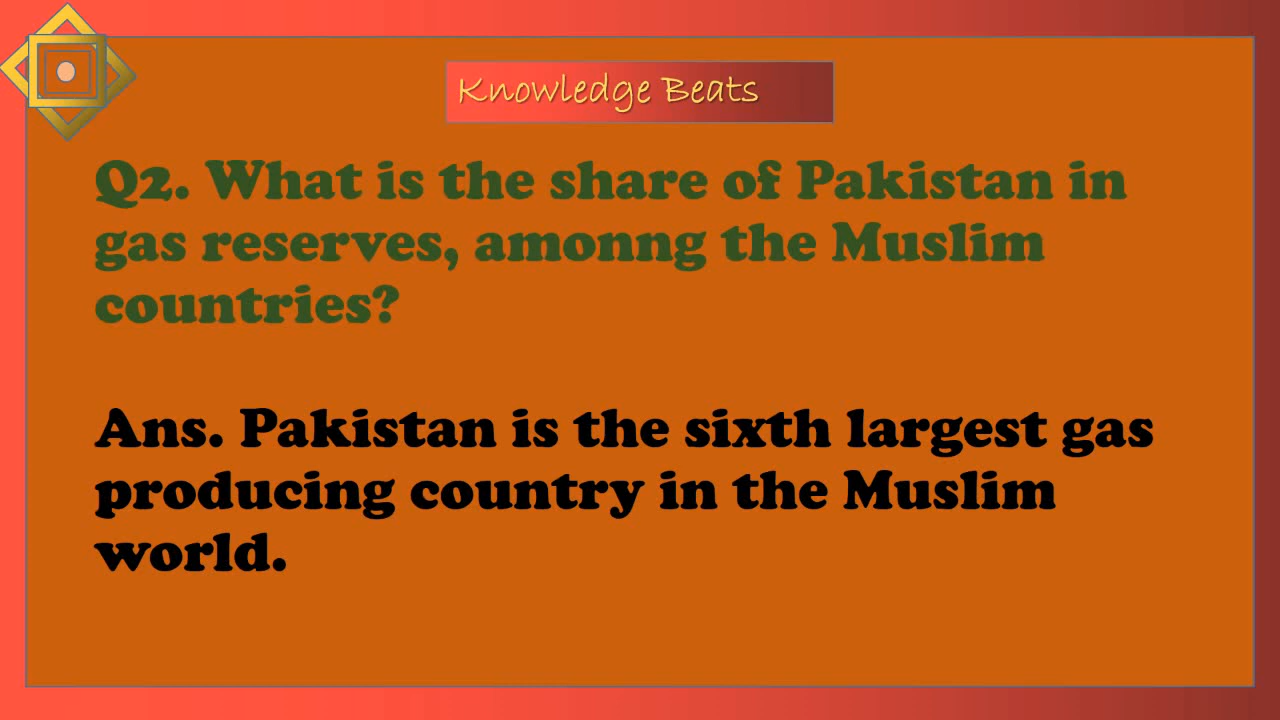 Knowledge Beats
Q2. What is the share of Pakistan in
gas reserves, amonng the Muslim
countries?
Ans. Pakistan is the sixth largest gas
producing country in the Muslim
world.